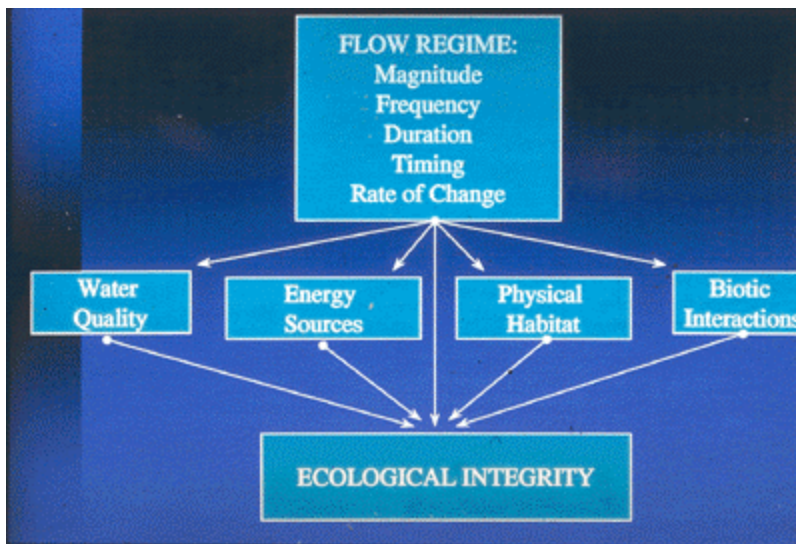 FLOW REGIME:
Magnitude
Frequency
Duration
Timing
Rate of Change
Water
Quality
Energy
Sources
Physical
Habitat
Biotic
Interactions
ECOLOGICAL INTEGRITY